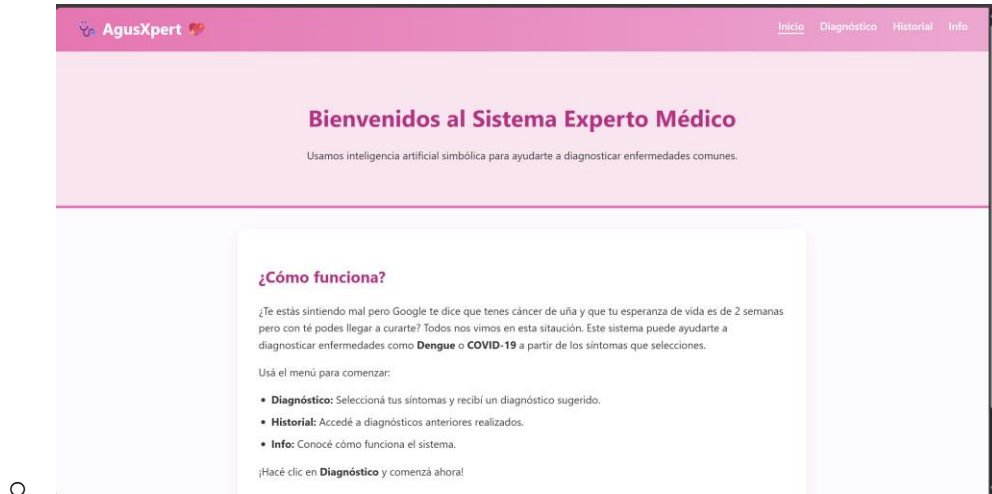 AgusXpert
Inicio Diagnóstico Historial Info
Bienvenidos al Sistema Experto Médico
Usamos inteligencia artificial simbólica para ayudarte a diagnosticar enfermedades comunes.
¿Cómo funciona?
¿Te estás sintiendo mal pero Google te dice que tenes cáncer de uña y que tu esperanza de vida es de 2 semanas
pero con té podes llegar a curarte? Todos nos vimos en esta sitaución. Este sistema puede ayudarte a
diagnosticar enfermedades como Dengue o COVID-19 a partir de los síntomas que selecciones.
Usá el menú para comenzar:
• Diagnóstico: Seleccioná tus síntomas y recibí un diagnóstico sugerido.
• Historial: Accedé a diagnósticos anteriores realizados.
• Info: Conocé cómo funciona el sistema.
¡Hacé clic en Diagnóstico y comenzá ahora!